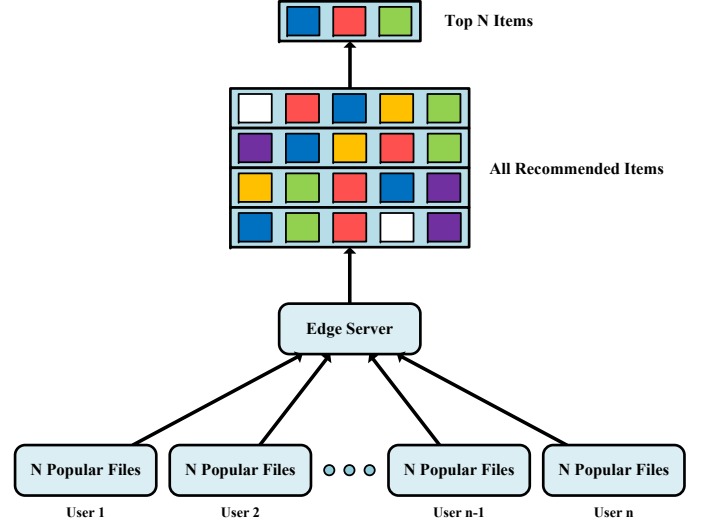 Top N Items
All Recommended Items
Edge Server
N Popular Files
N Popular Files
N Popular Files
N Popular Files
User 1
User 2
User n-1
User n